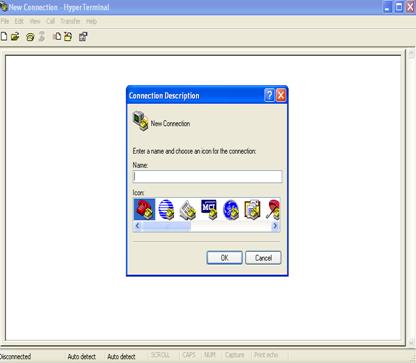 New Connection - HyperTerminal
File Edit View Call Transfer Help
Connection Description
New Connection
Enter a name and choose an icon for the connection:
Name:
Icon:
MCI
OK Cancel
Disconnected Auto detect Auto detect SCROLL CAPS NUM Capture Print echo